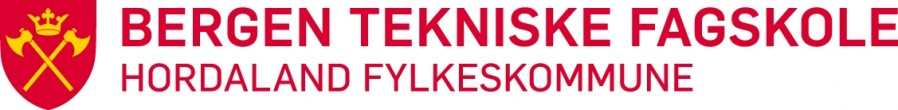 BERGEN TEKNISKE FAGSKOLE
HORDALAND FYLKESKOMMUNE